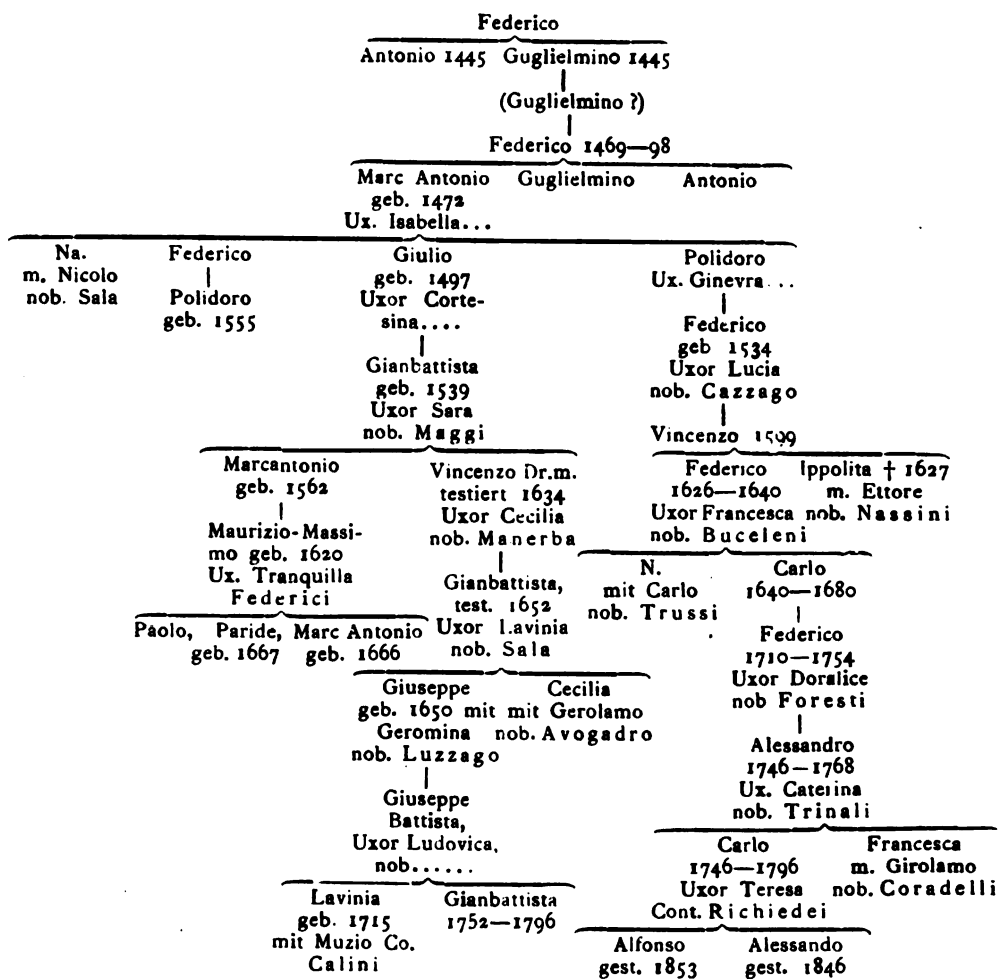 Federico
Antonio 1445 Guglielmino 1445
(Guglielmino ?)
Federico 1469—98
Marc Antonio Guglielmino Antonio
geb. 1472
Ux. Isabella...
Na. Federico Giulio Polidoro
m. Nicolo geb. 1497 Ux. Ginevra...
nob. Sala Polidoro Uxor Corte-
geb. 1555 sina....
Federico
geb 1534
Gianbattista Uxor Lucia
geb. 1539 nob. Cazzago
Uxor Sara
nob. Maggi Vincenzo 1599
Marcantonio Vincenzo Dr.m. Federico Ippolita † 1627
geb. 1562 testiert 1634 1626—1640 m. Ettore
Uxor Cecilia Uxor Francesca nob. Nassini
Maurizio-Massi- nob. Manerba nob. Buceleni
mo geb. 1620
Ux. Tranquilla Gianbattista, N. Carlo
Federici test. 1652 mit Carlo 1640—1680
Uxor Lavinia nob. Trussi
Paolo, Paride, Marc Antonio nob. Sala Federico
geb. 1667 geb. 1666 1710—1754
Uxor Doralice
Giuseppe Cecilia nob Foresti
geb. 1650 mit mit Gerolamo
Geromina nob. Avogadro Alessandro
nob. Luzzago 1746—1768
Ux. Caterina
Giuseppe nob. Trinali
Battista,
Uxor Ludovica, Carlo Francesca
nob...... 1746—1796 m. Girolamo
Uxor Teresa nob. Coradelli
Lavinia Gianbattista Cont. Richiedei
geb. 1715 1752—1796
mit Muzio Co. Alfonso Alessando
Calini gest. 1853 gest. 1846